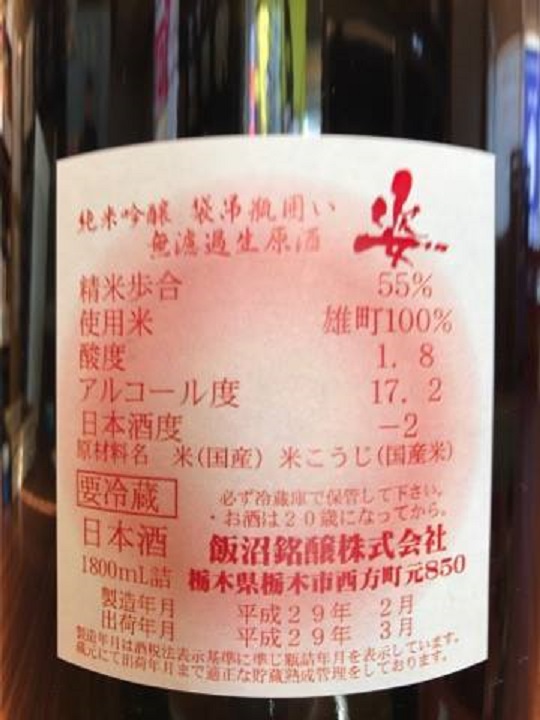 純米吟醸 袋吊瓶囲い
無濾過生原酒
姿
精米歩合 55%
使用米 雄町100%
酸度 1.8
アルコール度 17.2
日本酒度 −2
原材料名 米(国産) 米こうじ(国産米)
要冷蔵 必ず冷蔵庫で保管して下さい。
・お酒は20歳になってから。
日本酒 飯沼銘醸株式会社
1800mL詰 栃木県栃木市西方町元850
製造年月 平成29年 2月
出荷年月 平成29年 3月
製造年月は酒税法表示基準に準じ瓶詰年月を表示しています。
蔵元にて出荷年月まで適正な貯蔵熟成管理をしております。